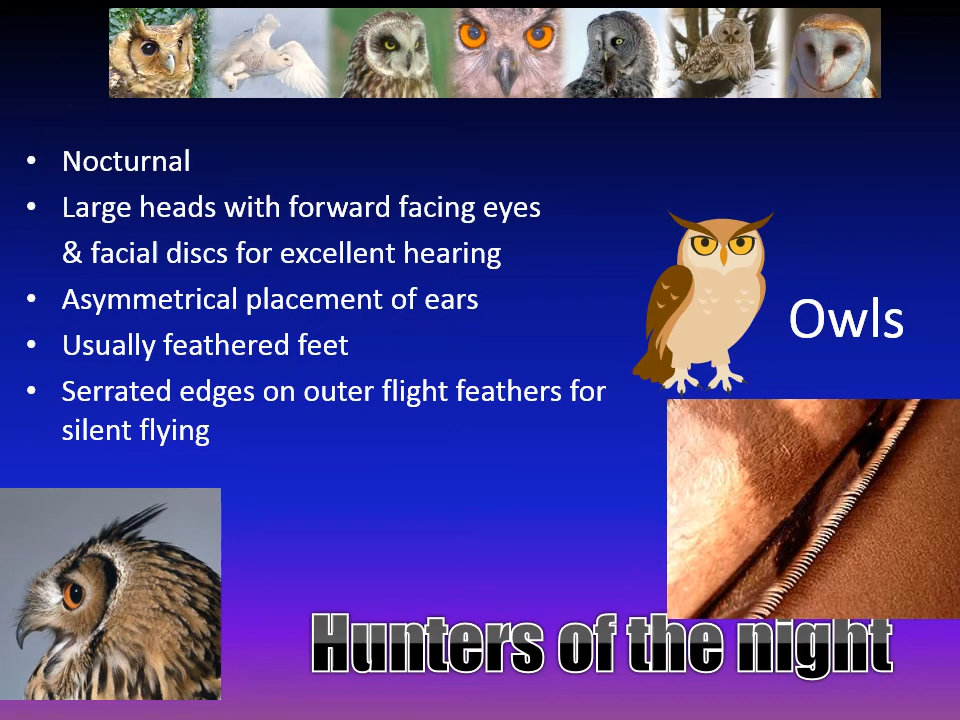 • Nocturnal
• Large heads with forward facing eyes
& facial discs for excellent hearing
• Asymmetrical placement of ears
• Usually feathered feet
• Serrated edges on outer flight feathers for
silent flying
Owls
Hunters of the night